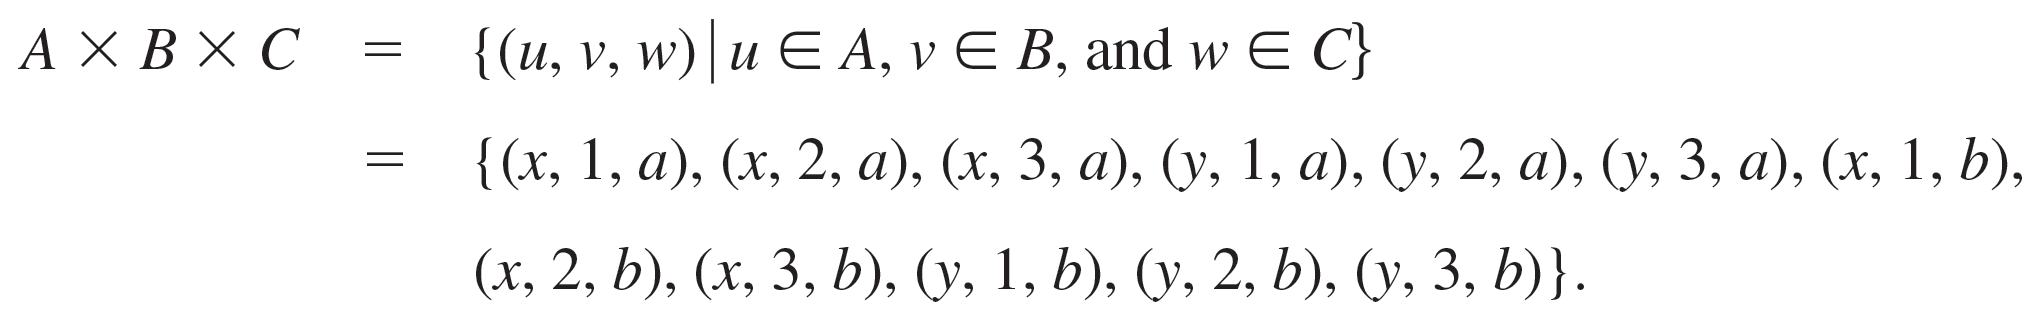 A × B × C = {(u, v, w) | u ∈ A, v ∈ B, and w ∈ C}
= {(x, 1, a), (x, 2, a), (x, 3, a), (y, 1, a), (y, 2, a), (y, 3, a), (x, 1, b),
(x, 2, b), (x, 3, b), (y, 1, b), (y, 2, b), (y, 3, b)}.